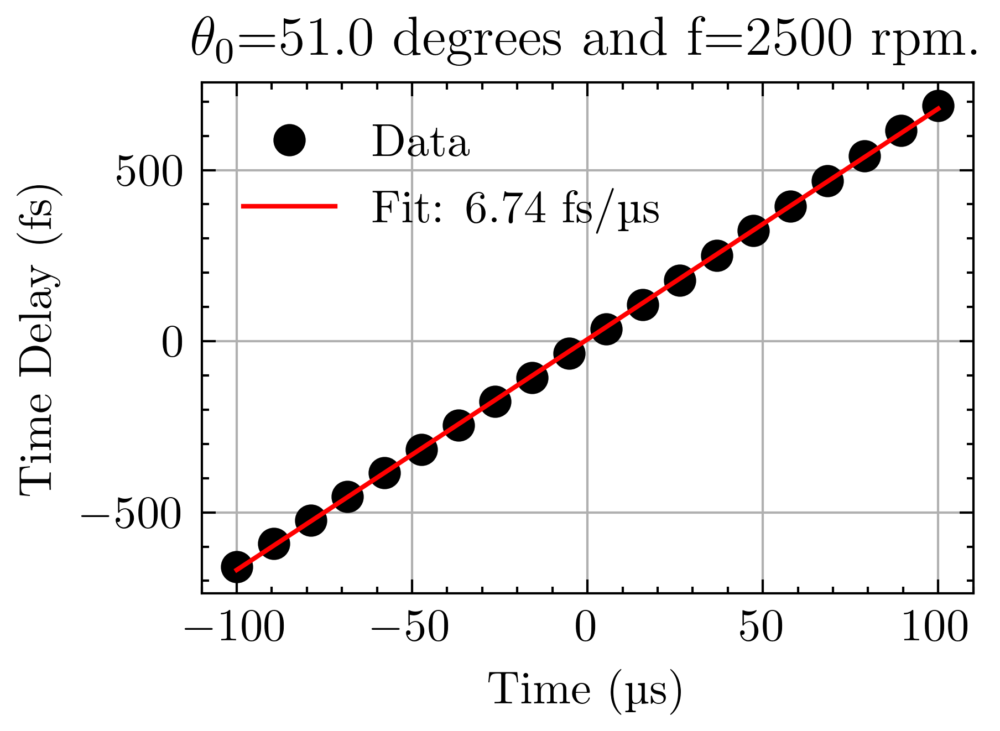 θ₀=51.0 degrees and f=2500 rpm.
Data
Fit: 6.74 fs/µs
Time Delay (fs)
500
0
−500
−100
−50
0
50
100
Time (µs)